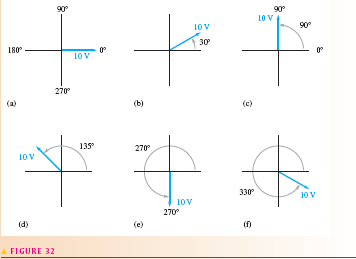 90°
180°
0°
10 V
270°
(a)
10 V
30°
(b)
90°
10 V
90°
0°
(c)
135°
10 V
(d)
270°
10 V
270°
(e)
330°
10 V
(f)
FIGURE 32